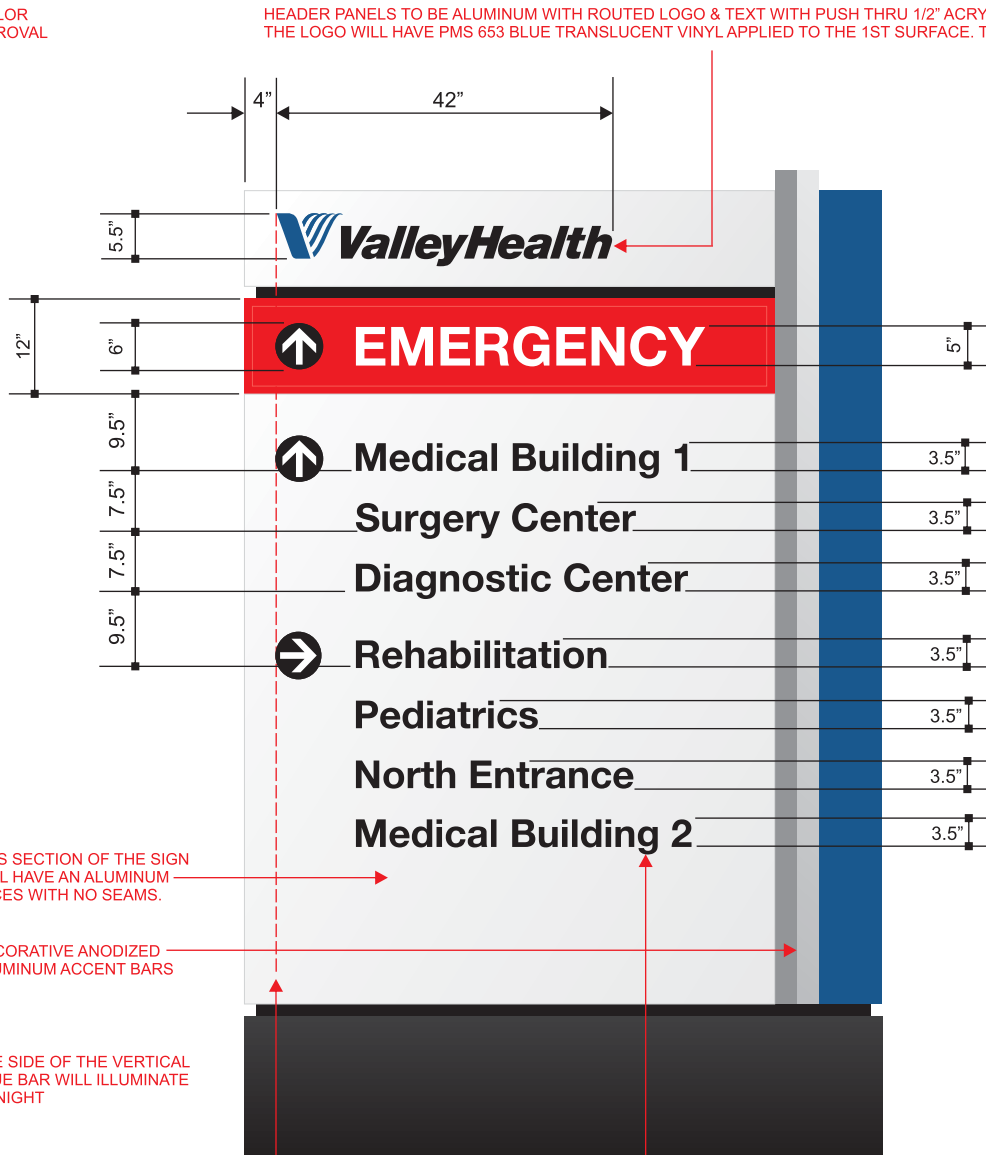 LOR
ROVAL
HEADER PANELS TO BE ALUMINUM WITH ROUTED LOGO & TEXT WITH PUSH THRU 1/2” ACRY
THE LOGO WILL HAVE PMS 653 BLUE TRANSLUCENT VINYL APPLIED TO THE 1ST SURFACE. T
4” 42”
5.5”
ValleyHealth
12” 6”
EMERGENCY
5”
9.5”
Medical Building 1
3.5”
7.5”
Surgery Center
3.5”
7.5”
Diagnostic Center
3.5”
9.5”
Rehabilitation
3.5”
Pediatrics
3.5”
North Entrance
3.5”
Medical Building 2
3.5”
S SECTION OF THE SIGN
L HAVE AN ALUMINUM
CES WITH NO SEAMS.
CORATIVE ANODIZED
UMINUM ACCENT BARS
E SIDE OF THE VERTICAL
UE BAR WILL ILLUMINATE
NIGHT